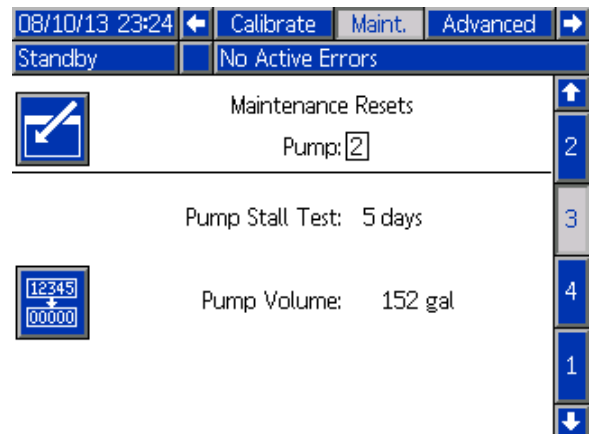 08/10/13 23:24 Calibrate Maint. Advanced
Standby No Active Errors
Maintenance Resets
Pump: 2
2
Pump Stall Test: 5 days
3
12345
00000
Pump Volume: 152 gal
4
1